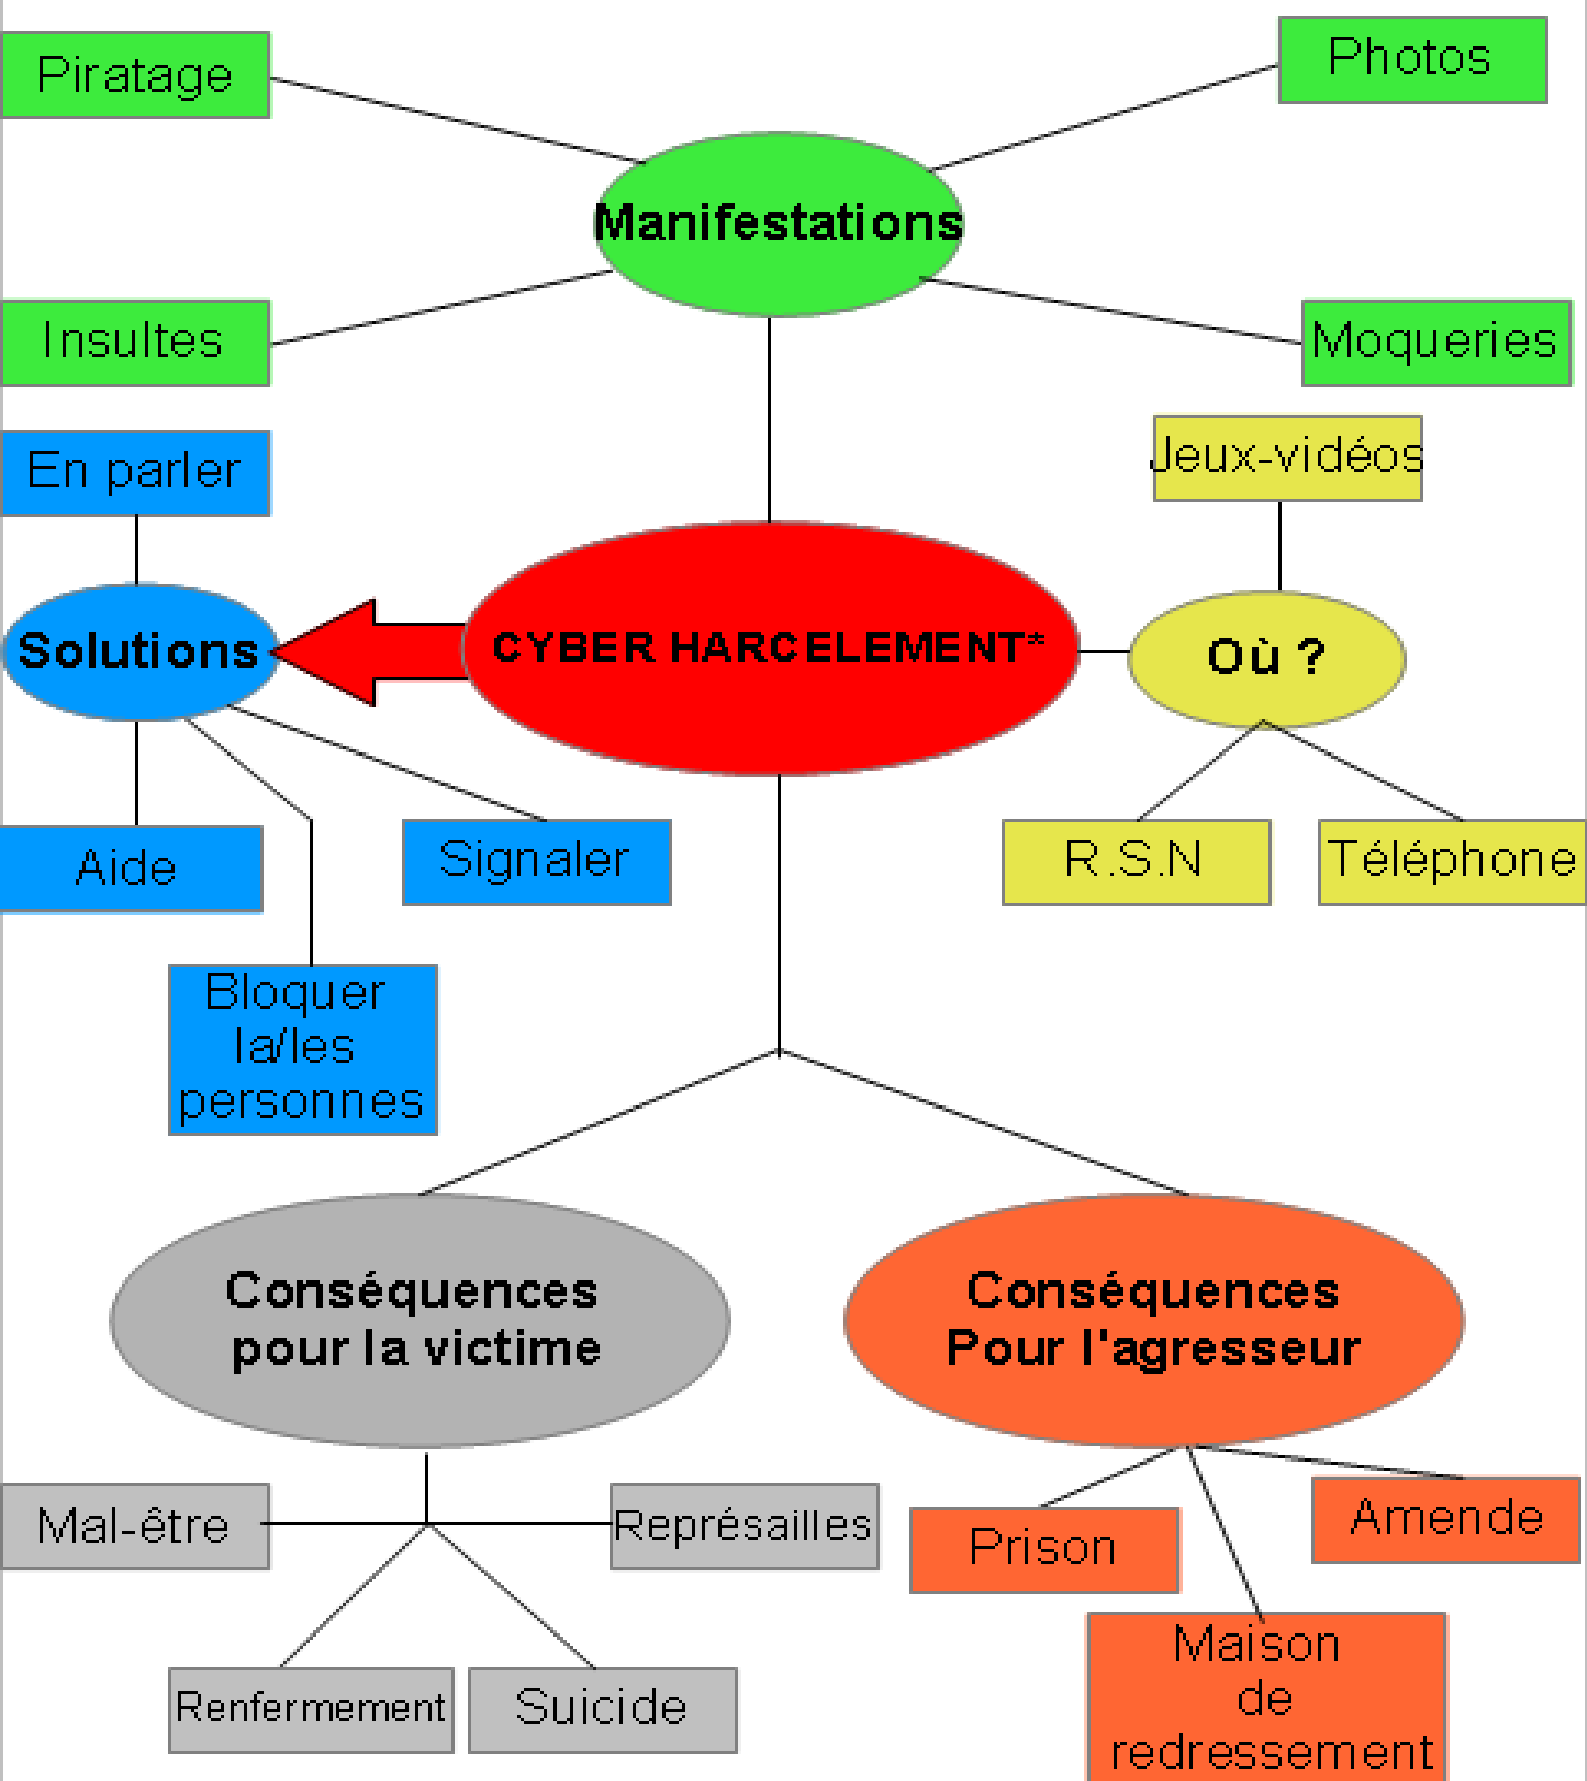 Piratage
Photos
Manifestations
Insultes
Moqueries
En parler
Jeux-vidéos
Solutions
CYBER HARCELEMENT*
Où ?
Aide
Signaler
R.S.N
Téléphone
Bloquer
la/les
personnes
Conséquences
pour la victime
Conséquences
Pour l'agresseur
Mal-être
Représailles
Prison
Amende
Renfermement
Suicide
Maison
de
redressement